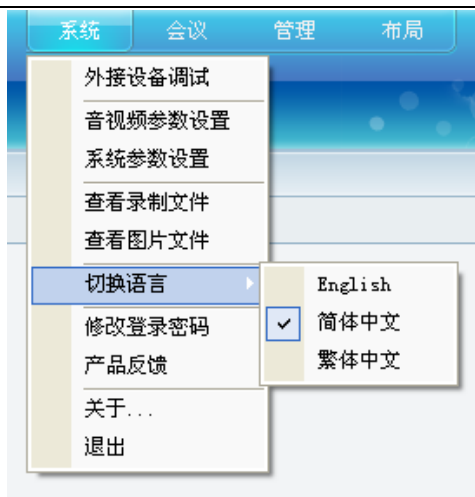 系统 会议 管理 布局
外接设备调试
音视频参数设置
系统参数设置
查看录制文件
查看图片文件
切换语言
English
简体中文
繁体中文
修改登录密码
产品反馈
关于...
退出